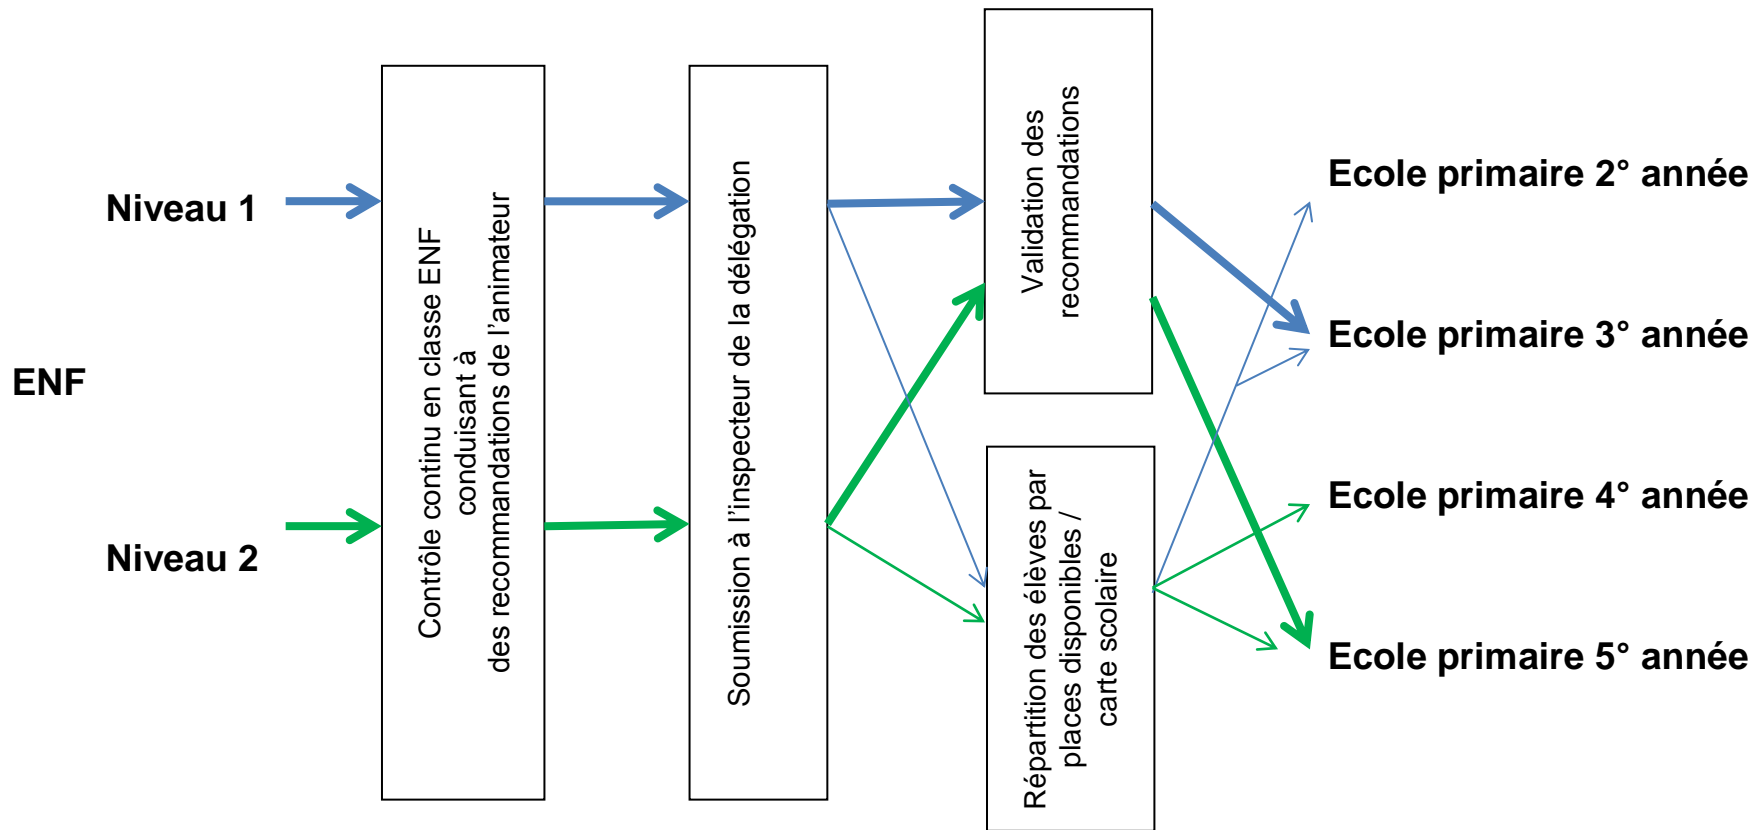 ENF
Niveau 1
Niveau 2
Contrôle continu en classe ENF
conduisant à
des recommandations de l'animateur
Soumission à l'inspecteur de la délégation
Validation des
recommandations
Répartition des élèves par
places disponibles /
carte scolaire
Ecole primaire 2° année
Ecole primaire 3° année
Ecole primaire 4° année
Ecole primaire 5° année